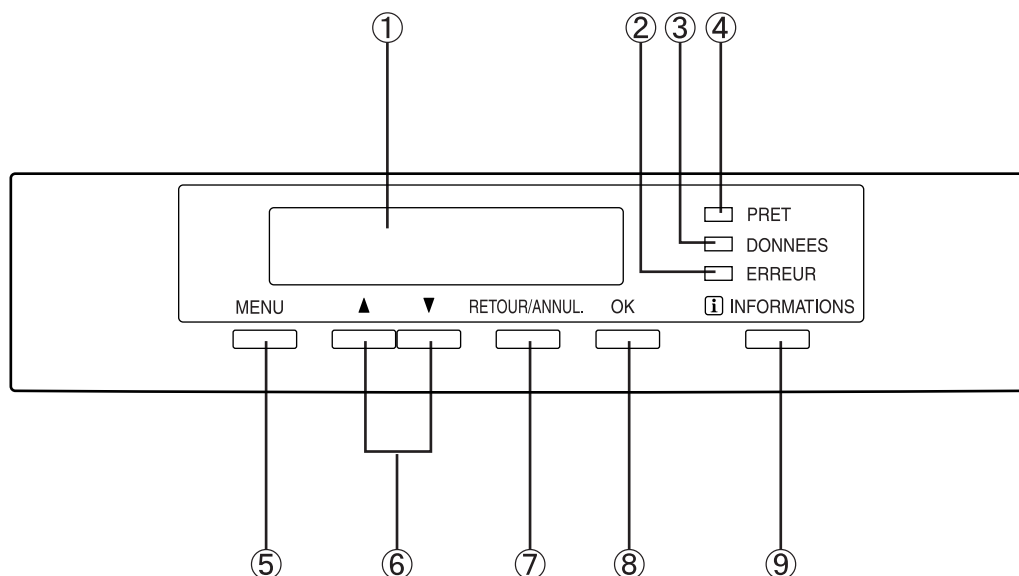 ① ② ③ ④
PRET
DONNEES
ERREUR
MENU ▲ ▼ RETOUR/ANNUL. OK i INFORMATIONS
⑤ ⑥ ⑦ ⑧ ⑨